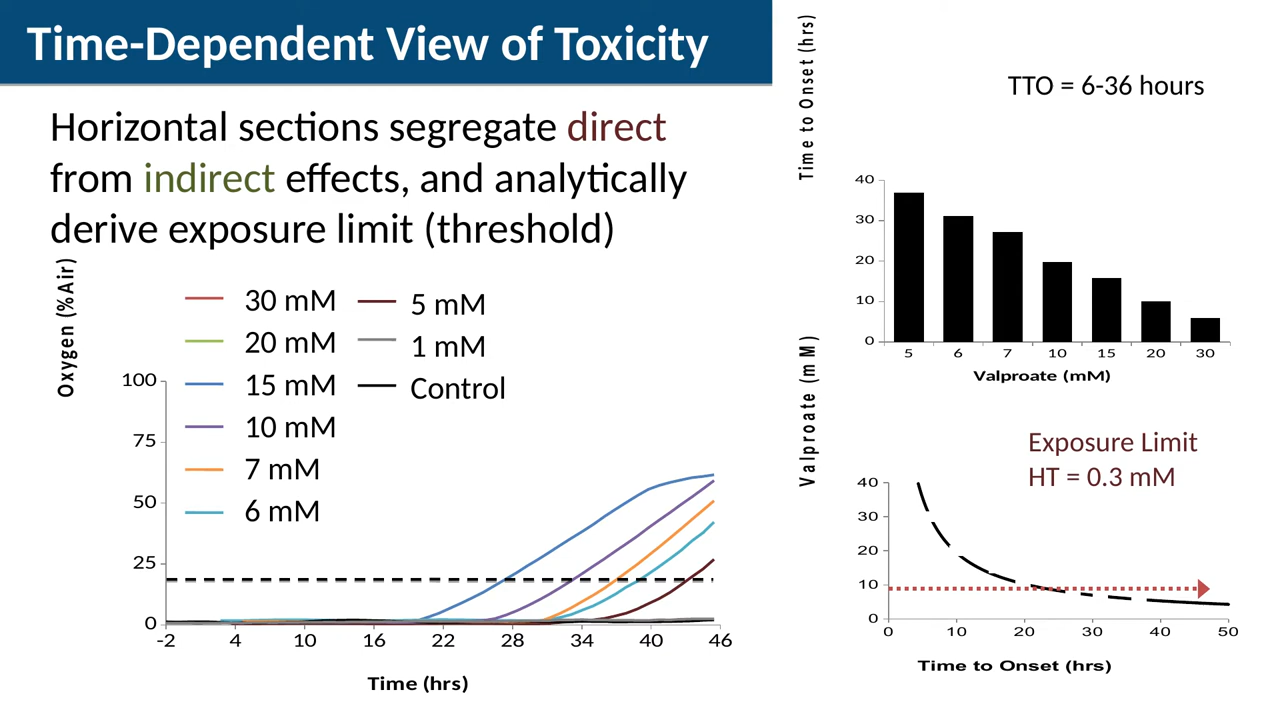 Time-Dependent View of Toxicity
Horizontal sections segregate direct
from indirect effects, and analytically
derive exposure limit (threshold)
Oxygen (%Air)
30 mM
20 mM
15 mM
10 mM
7 mM
6 mM
5 mM
1 mM
Control
100
75
50
25
0
-2 4 10 16 22 28 34 40 46
Time (hrs)
Time to Onset (hrs)
TTO = 6-36 hours
40
30
20
10
0
5 6 7 10 15 20 30
Valproate (mM)
Valproate (mM)
Exposure Limit
HT = 0.3 mM
40
30
20
10
0
0 10 20 30 40 50
Time to Onset (hrs)